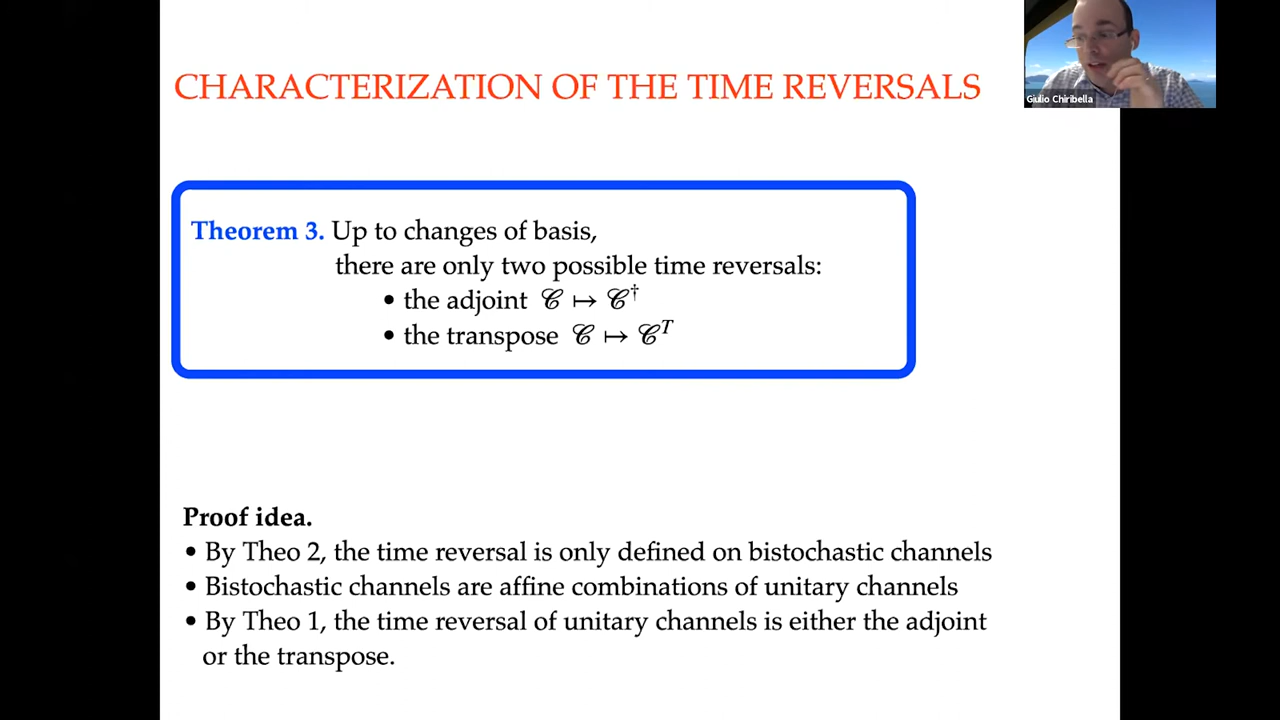 CHARACTERIZATION OF THE TIME REVERSALS
Giulio Chiribella
Theorem 3. Up to changes of basis,
there are only two possible time reversals:
• the adjoint 𝒞 ↦ 𝒞†
• the transpose 𝒞 ↦ 𝒞ᵀ
Proof idea.
• By Theo 2, the time reversal is only defined on bistochastic channels
• Bistochastic channels are affine combinations of unitary channels
• By Theo 1, the time reversal of unitary channels is either the adjoint
or the transpose.